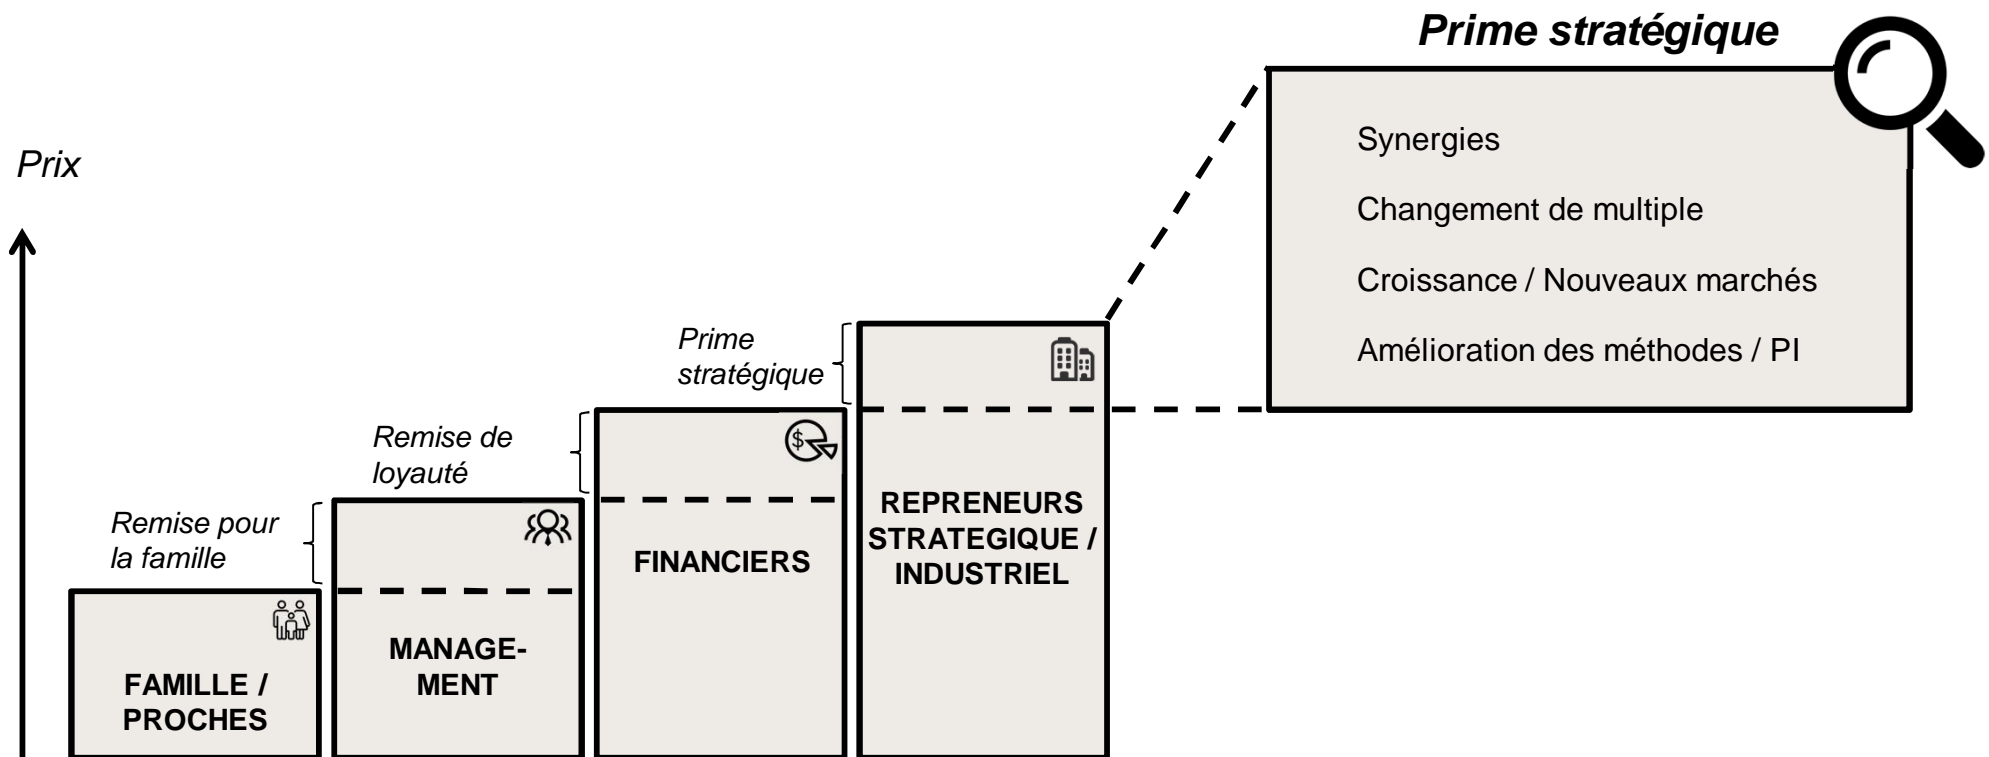 Prime stratégique
Synergies
Changement de multiple
Croissance / Nouveaux marchés
Amélioration des méthodes / PI
Prix
Prime
stratégique
Remise de
loyauté
Remise pour
la famille
FAMILLE /
PROCHES
MANAGE-
MENT
$
FINANCIERS
REPRENEURS
STRATEGIQUE /
INDUSTRIEL